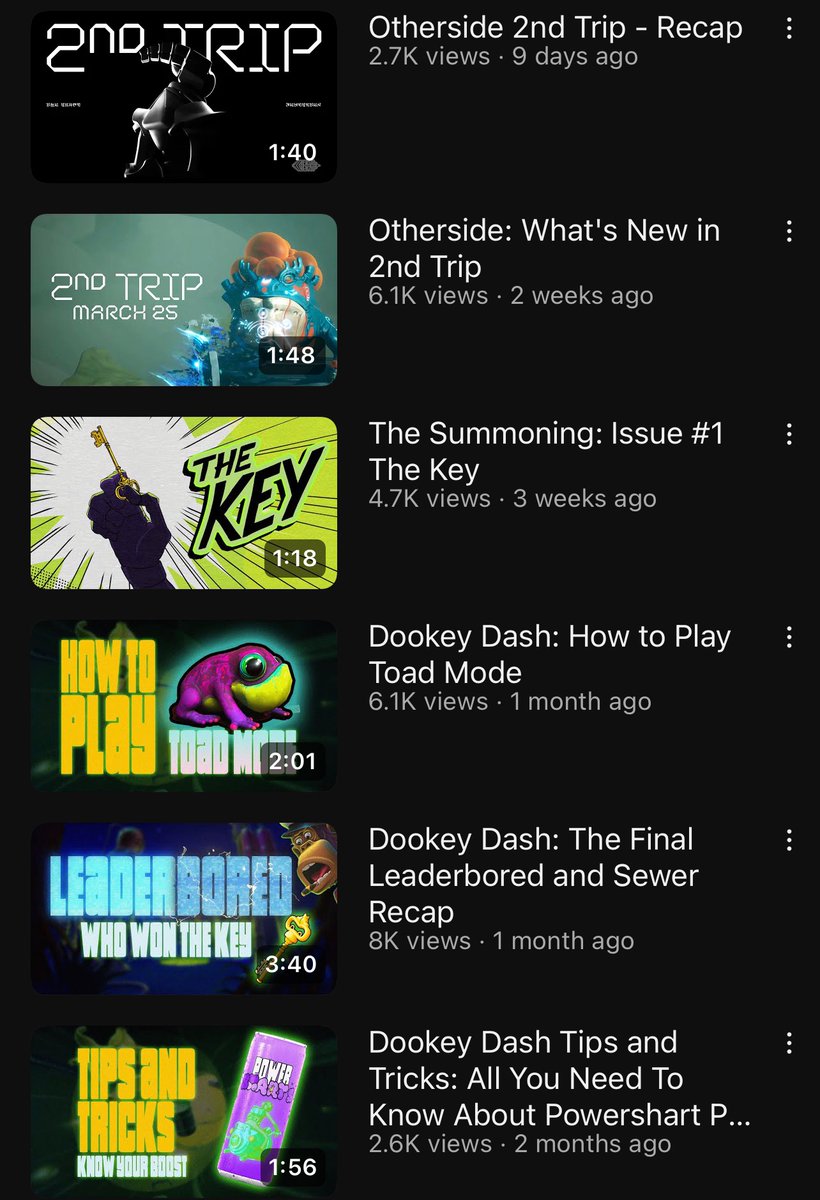 2ND TRIP
1:40
Otherside 2nd Trip - Recap
2.7K views · 9 days ago
2ND TRIP
MARCH 25
1:48
Otherside: What's New in
2nd Trip
6.1K views · 2 weeks ago
THE
KEY
1:18
The Summoning: Issue #1
The Key
4.7K views · 3 weeks ago
HOW TO
PLAY
TOAD MODE
2:01
Dookey Dash: How to Play
Toad Mode
6.1K views · 1 month ago
LEADERBORED
WHO WON THE KEY
3:40
Dookey Dash: The Final
Leaderbored and Sewer
Recap
8K views · 1 month ago
TIPS AND
TRICKS
KNOW YOUR BOOST
POWER
1:56
Dookey Dash Tips and
Tricks: All You Need To
Know About Powershart P...
2.6K views · 2 months ago